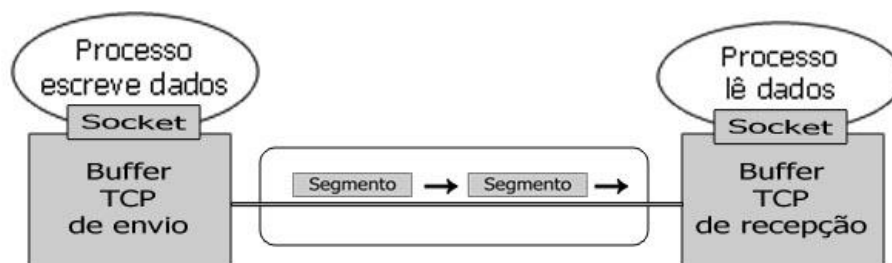 Processo
escreve dados
Socket
Buffer
TCP
de envio
Segmento
Segmento
Processo
lê dados
Socket
Buffer
TCP
de recepção